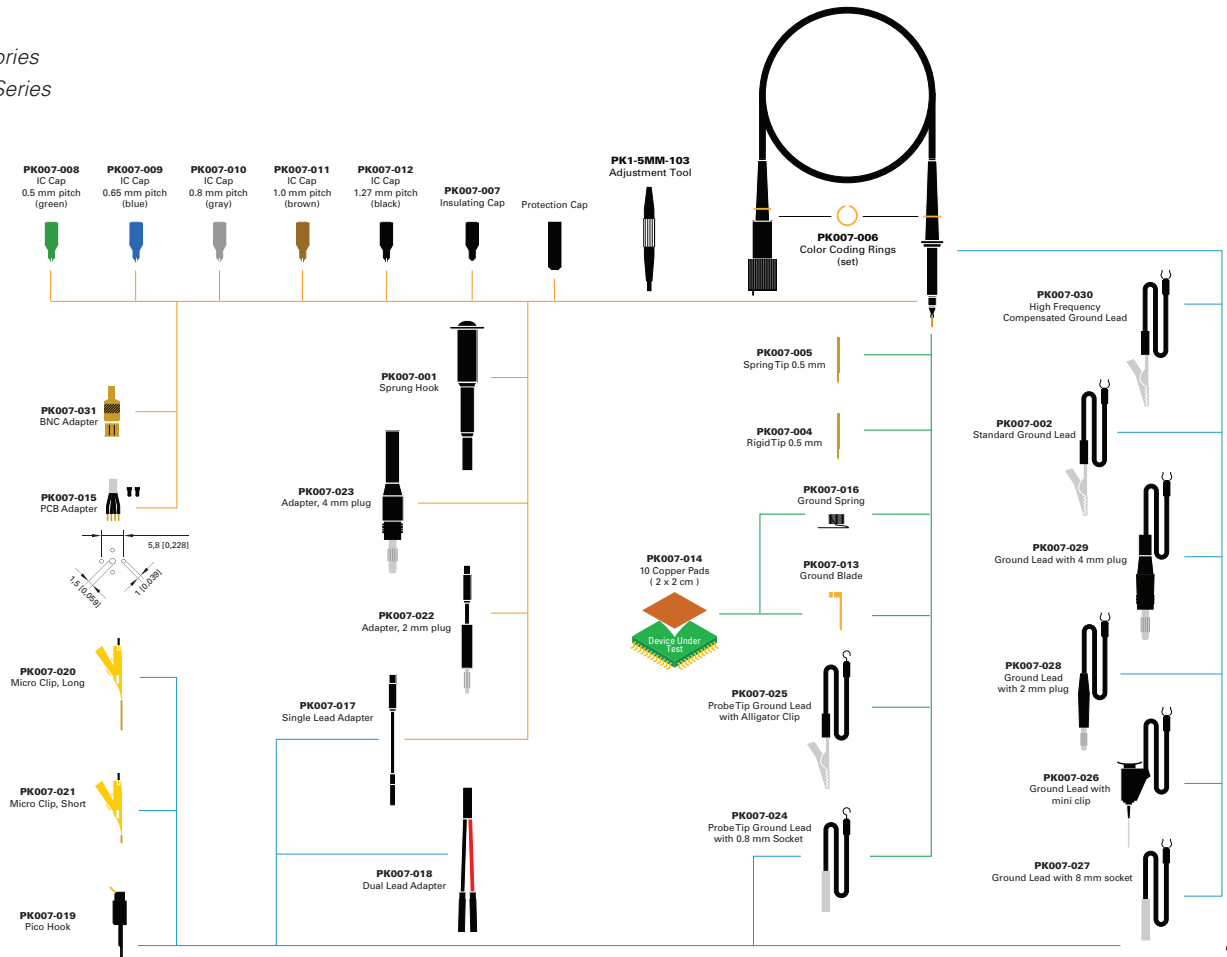 ories
Series
PK007-008
IC Cap
0.5 mm pitch
(green)
PK007-009
IC Cap
0.65 mm pitch
(blue)
PK007-010
IC Cap
0.8 mm pitch
(gray)
PK007-011
IC Cap
1.0 mm pitch
(brown)
PK007-012
IC Cap
1.27 mm pitch
(black)
PK007-007
Insulating Cap
Protection Cap
PK1-5MM-103
Adjustment Tool
PK007-006
Color Coding Rings
(set)
PK007-030
High Frequency
Compensated Ground Lead
PK007-005
Spring Tip 0.5 mm
PK007-001
Sprung Hook
PK007-031
BNC Adapter
PK007-004
Rigid Tip 0.5 mm
PK007-002
Standard Ground Lead
PK007-023
Adapter, 4 mm plug
PK007-015
PCB Adapter
5,8 [0,228]
1,5 [0,059]
1 [0,039]
PK007-016
Ground Spring
PK007-014
10 Copper Pads
( 2 x 2 cm )
Device Under
Test
PK007-013
Ground Blade
PK007-029
Ground Lead with 4 mm plug
PK007-022
Adapter, 2 mm plug
PK007-020
Micro Clip, Long
PK007-028
Ground Lead
with 2 mm plug
PK007-025
Probe Tip Ground Lead
with Alligator Clip
PK007-017
Single Lead Adapter
PK007-021
Micro Clip, Short
PK007-026
Ground Lead with
mini clip
PK007-024
Probe Tip Ground Lead
with 0.8 mm Socket
PK007-018
Dual Lead Adapter
PK007-027
Ground Lead with 8 mm socket
PK007-019
Pico Hook